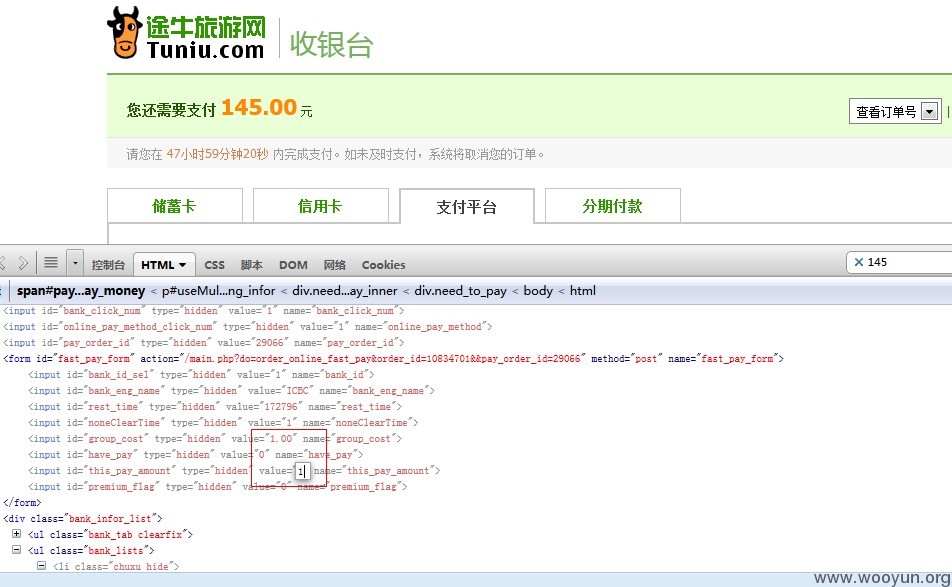 途牛旅游网
Tuniu.com
收银台
您还需要支付 145.00 元
查看订单号
请您在 47小时59分钟20秒 内完成支付。如未及时支付，系统将取消您的订单。
储蓄卡 信用卡 支付平台 分期付款
控制台 HTML CSS 脚本 DOM 网络 Cookies 145
span#pay...ay_money < p#useMul...ng_infor < div.need...ay_inner < div.need_to_pay < body < html
<input id="bank_click_num" type="hidden" value="1" name="bank_click_num">
<input id="online_pay_method_click_num" type="hidden" value="1" name="online_pay_method">
<input id="pay_order_id" type="hidden" value="29066" name="pay_order_id">
<form id="fast_pay_form" action="/main.php?do=order_online_fast_pay&order_id=10834701&&pay_order_id=29066" method="post" name="fast_pay_form">
<input id="bank_id_sel" type="hidden" value="1" name="bank_id">
<input id="bank_eng_name" type="hidden" value="ICBC" name="bank_eng_name">
<input id="rest_time" type="hidden" value="172796" name="rest_time">
<input id="noneClearTime" type="hidden" value="1" name="noneClearTime">
<input id="group_cost" type="hidden" value="1.00" name="group_cost">
<input id="have_pay" type="hidden" value="0" name="have_pay">
<input id="this_pay_amount" type="hidden" value="1 name="this_pay_amount">
<input id="premium_flag" type="hidden" value="0" name="premium_flag">
</form>
<div class="bank_infor_list">
<ul class="bank_tab clearfix">
<ul class="bank_lists">
<li class="chuxu hide">
www.wooyun.org